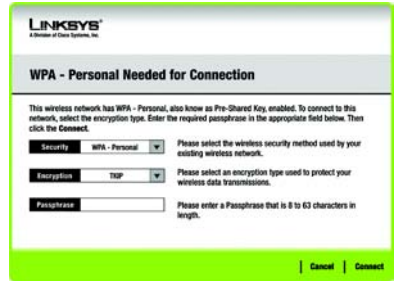 LINKSYS®
A Division of Cisco Systems, Inc.
WPA - Personal Needed for Connection
This wireless network has WPA - Personal, also know as Pre-Shared Key, enabled. To connect to this
network, select the encryption type. Enter the required passphrase in the appropriate field below. Then
click the Connect.
Security WPA - Personal
Please select the wireless security method used by your
existing wireless network.
Encryption TKIP
Please select an encryption type used to protect your
wireless data transmissions.
Passphrase
Please enter a Passphrase that is 8 to 63 characters in
length.
Cancel Connect